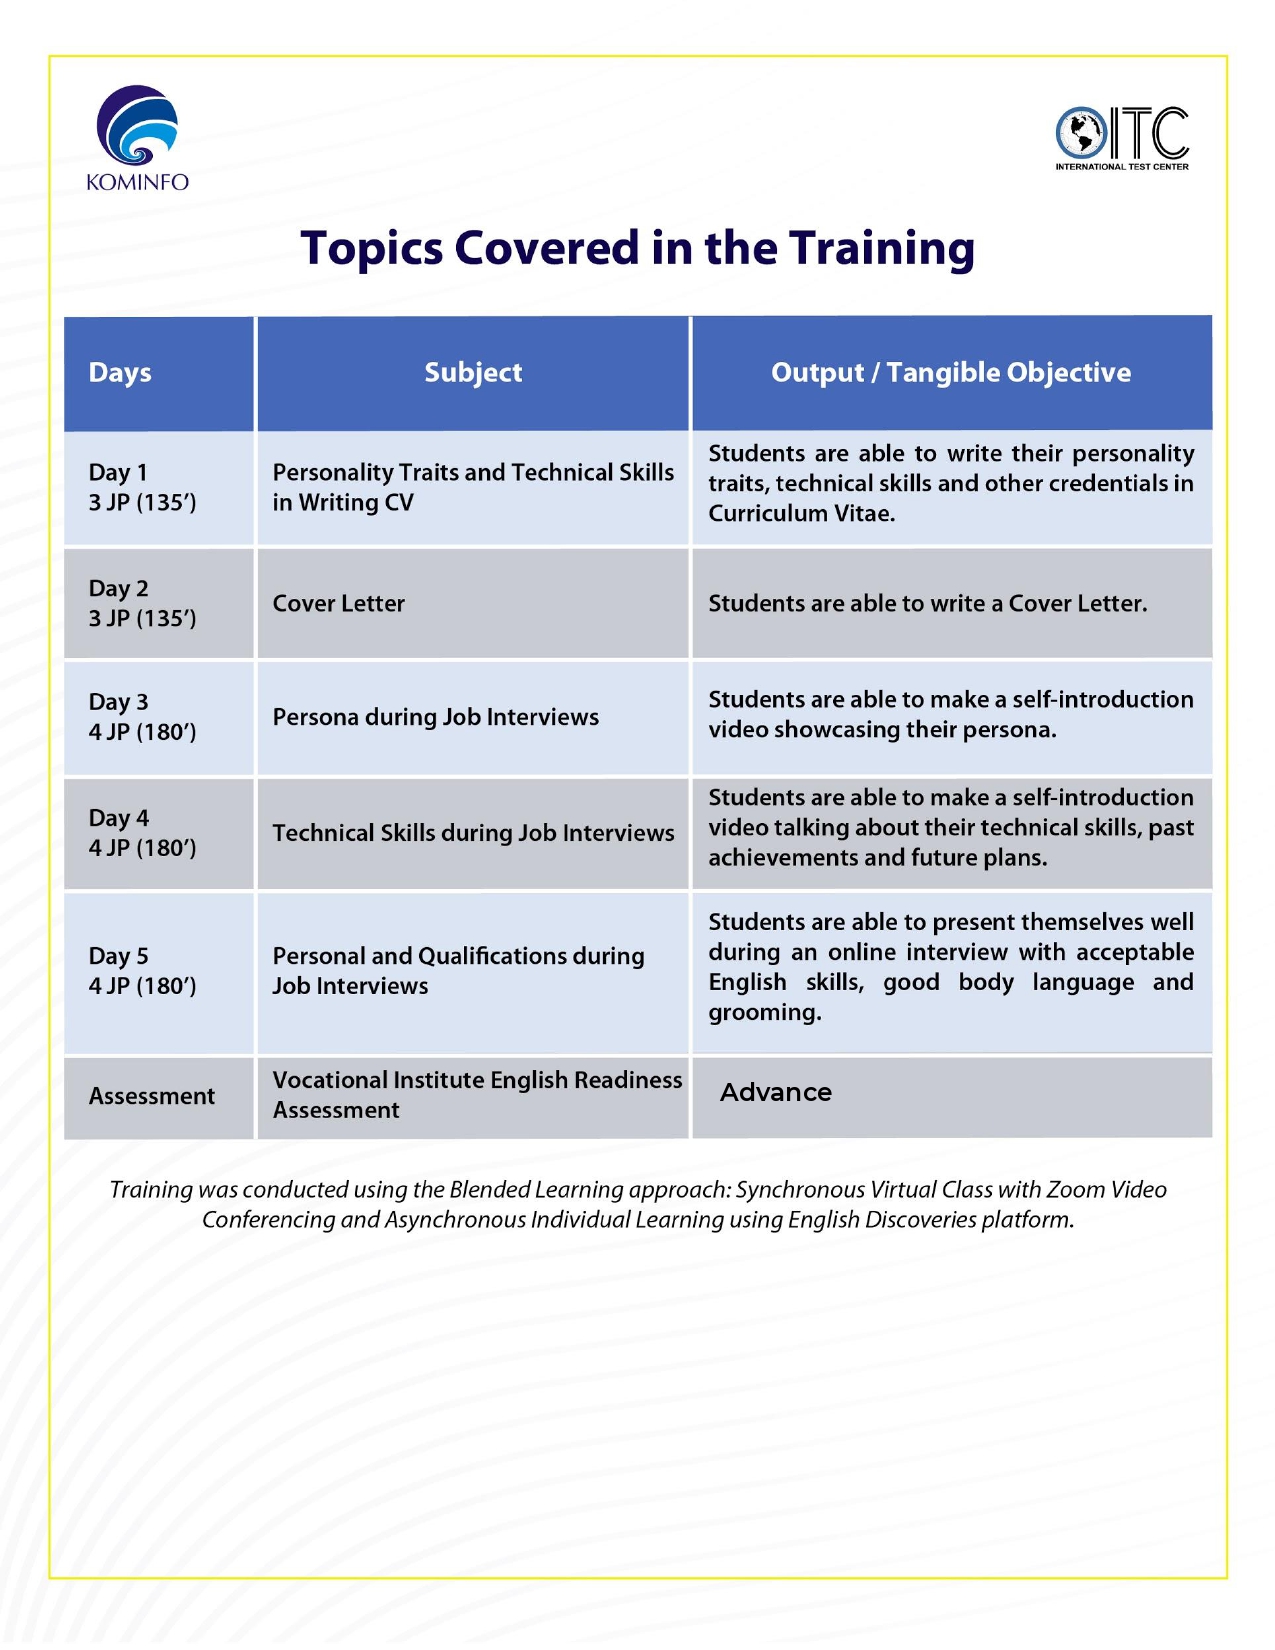 KOMINFO
ITC
INTERNATIONAL TEST CENTER
Topics Covered in the Training
Days
Subject
Output / Tangible Objective
Day 1
3 JP (135’)
Personality Traits and Technical Skills
in Writing CV
Students are able to write their personality
traits, technical skills and other credentials in
Curriculum Vitae.
Day 2
3 JP (135’)
Cover Letter
Students are able to write a Cover Letter.
Day 3
4 JP (180’)
Persona during Job Interviews
Students are able to make a self-introduction
video showcasing their persona.
Day 4
4 JP (180’)
Technical Skills during Job Interviews
Students are able to make a self-introduction
video talking about their technical skills, past
achievements and future plans.
Day 5
4 JP (180’)
Personal and Qualifications during
Job Interviews
Students are able to present themselves well
during an online interview with acceptable
English skills, good body language and
grooming.
Assessment
Vocational Institute English Readiness
Assessment
Advance
Training was conducted using the Blended Learning approach: Synchronous Virtual Class with Zoom Video
Conferencing and Asynchronous Individual Learning using English Discoveries platform.